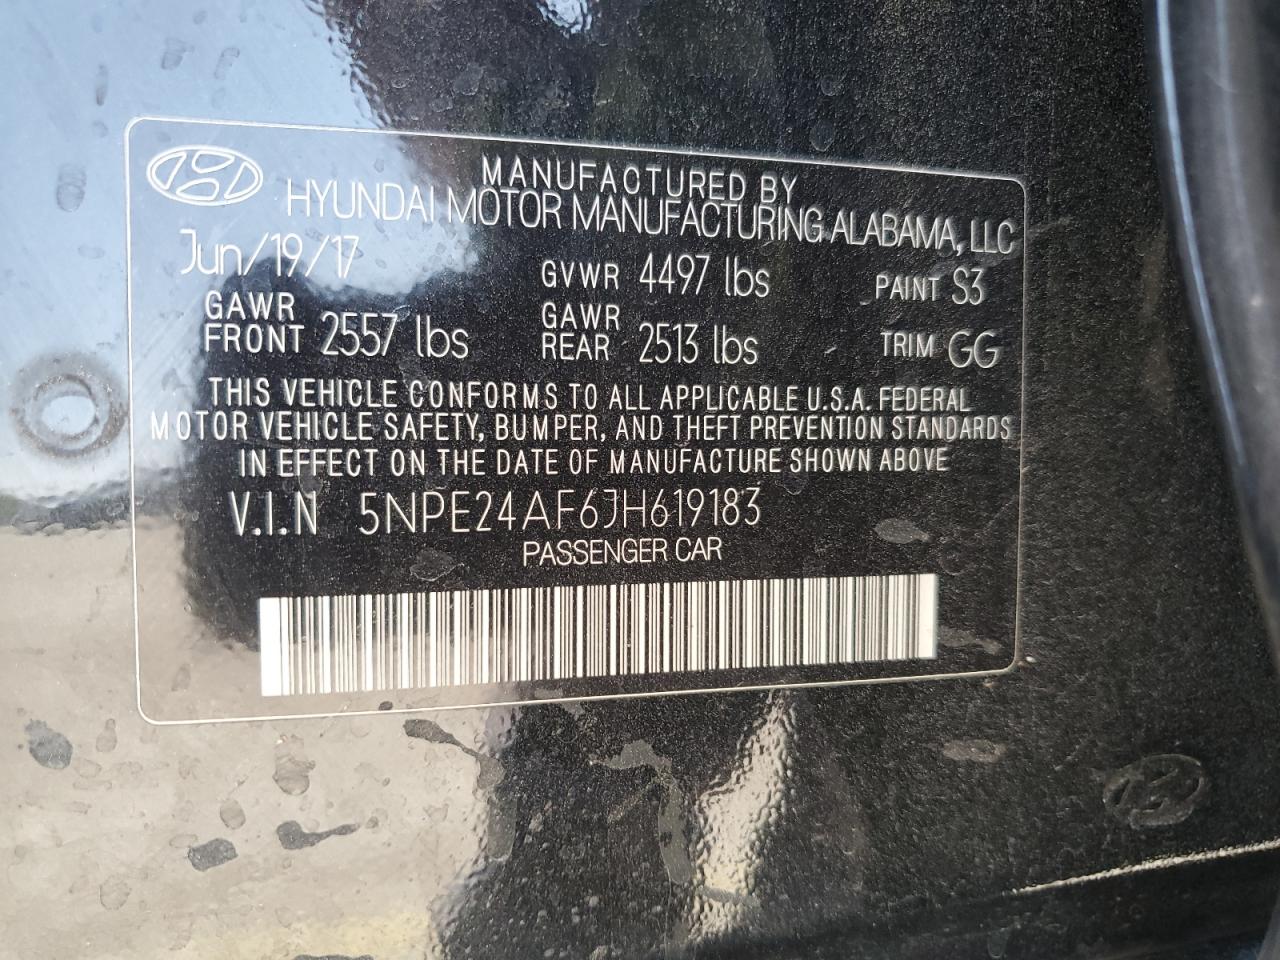 MANUFACTURED BY
HYUNDAI MOTOR MANUFACTURING ALABAMA, LLC
Jun/19/17 GVWR 4497 lbs PAINT S3
GAWR FRONT 2557 lbs GAWR REAR 2513 lbs TRIM GG
THIS VEHICLE CONFORMS TO ALL APPLICABLE U.S.A. FEDERAL
MOTOR VEHICLE SAFETY, BUMPER, AND THEFT PREVENTION STANDARDS
IN EFFECT ON THE DATE OF MANUFACTURE SHOWN ABOVE
V.I.N 5NPE24AF6JH619183
PASSENGER CAR